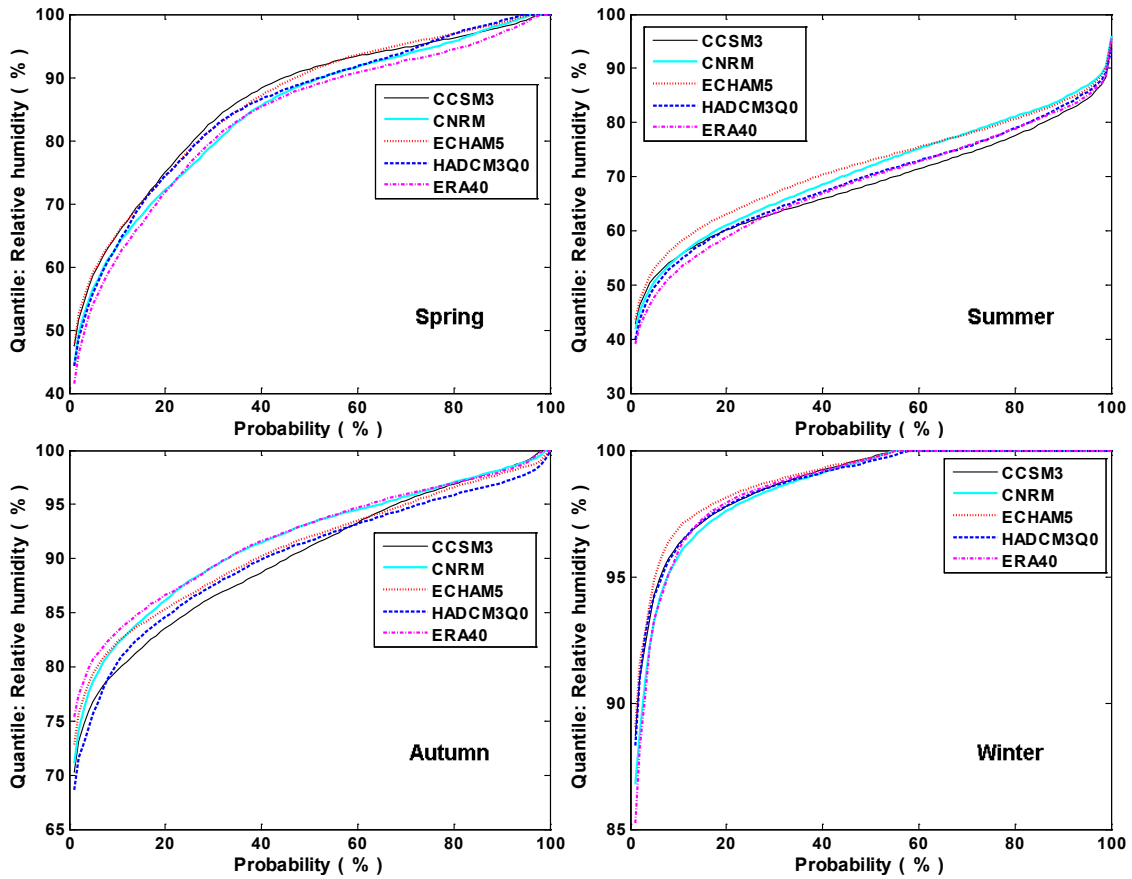 Quantile: Relative humidity ( % )
100
90
80
70
60
50
40
0
20
40
60
80
100
Probability ( % )
CCSM3
CNRM
ECHAM5
HADCM3Q0
ERA40
Spring
Quantile: Relative humidity ( % )
100
90
80
70
60
50
40
30
0
20
40
60
80
100
Probability ( % )
CCSM3
CNRM
ECHAM5
HADCM3Q0
ERA40
Summer
Quantile: Relative humidity ( % )
100
95
90
85
80
75
70
65
0
20
40
60
80
100
Probability ( % )
CCSM3
CNRM
ECHAM5
HADCM3Q0
ERA40
Autumn
Quantile: Relative humidity ( % )
100
95
90
85
0
20
40
60
80
100
Probability ( % )
CCSM3
CNRM
ECHAM5
HADCM3Q0
ERA40
Winter